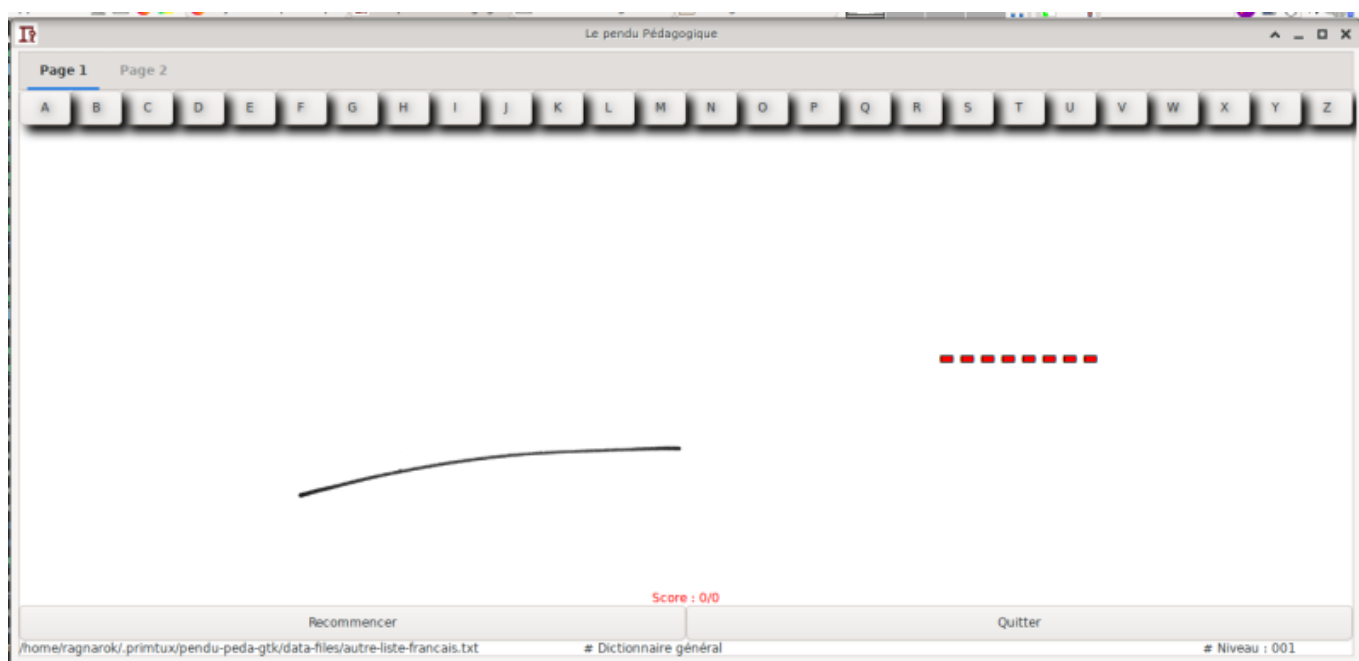 Le pendu Pédagogique
Page 1 Page 2
A B C D E F G H I J K L M N O P Q R S T U V W X Y Z
Score : 0/0
Recommencer Quitter
/home/ragnarok/.primtux/pendu-peda-gtk/data-files/autre-liste-francais.txt # Dictionnaire général # Niveau : 001